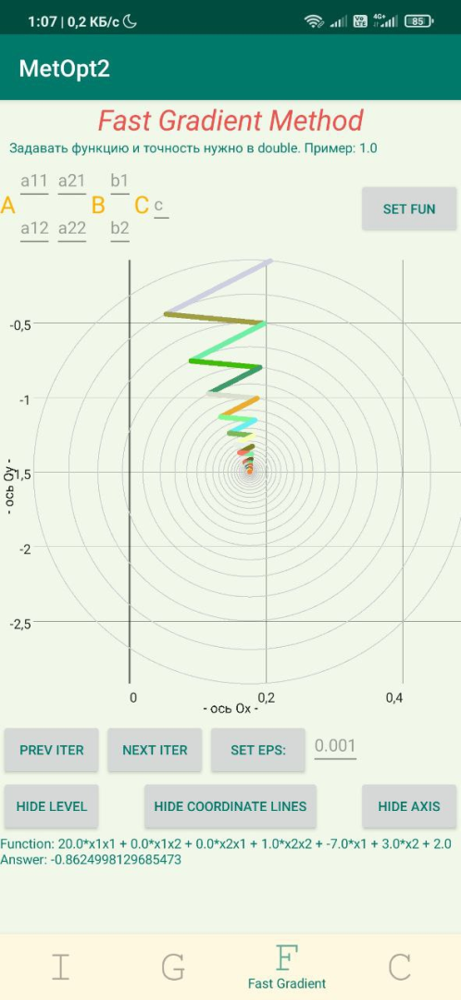 1:07 | 0,2 КБ/с
Vo LTE 4G+ 85
MetOpt2
Fast Gradient Method
Задавать функцию и точность нужно в double. Пример: 1.0
a11 a21 b1
A B C c
SET FUN
a12 a22 b2
-0,5
-1
-1,5
-2
-2,5
- ось Oy -
0 0,2 0,4
- ось Ox -
PREV ITER NEXT ITER SET EPS: 0.001
HIDE LEVEL HIDE COORDINATE LINES HIDE AXIS
Function: 20.0*x1x1 + 0.0*x1x2 + 0.0*x2x1 + 1.0*x2x2 + -7.0*x1 + 3.0*x2 + 2.0
Answer: -0.8624998129685473
I G F C
Fast Gradient